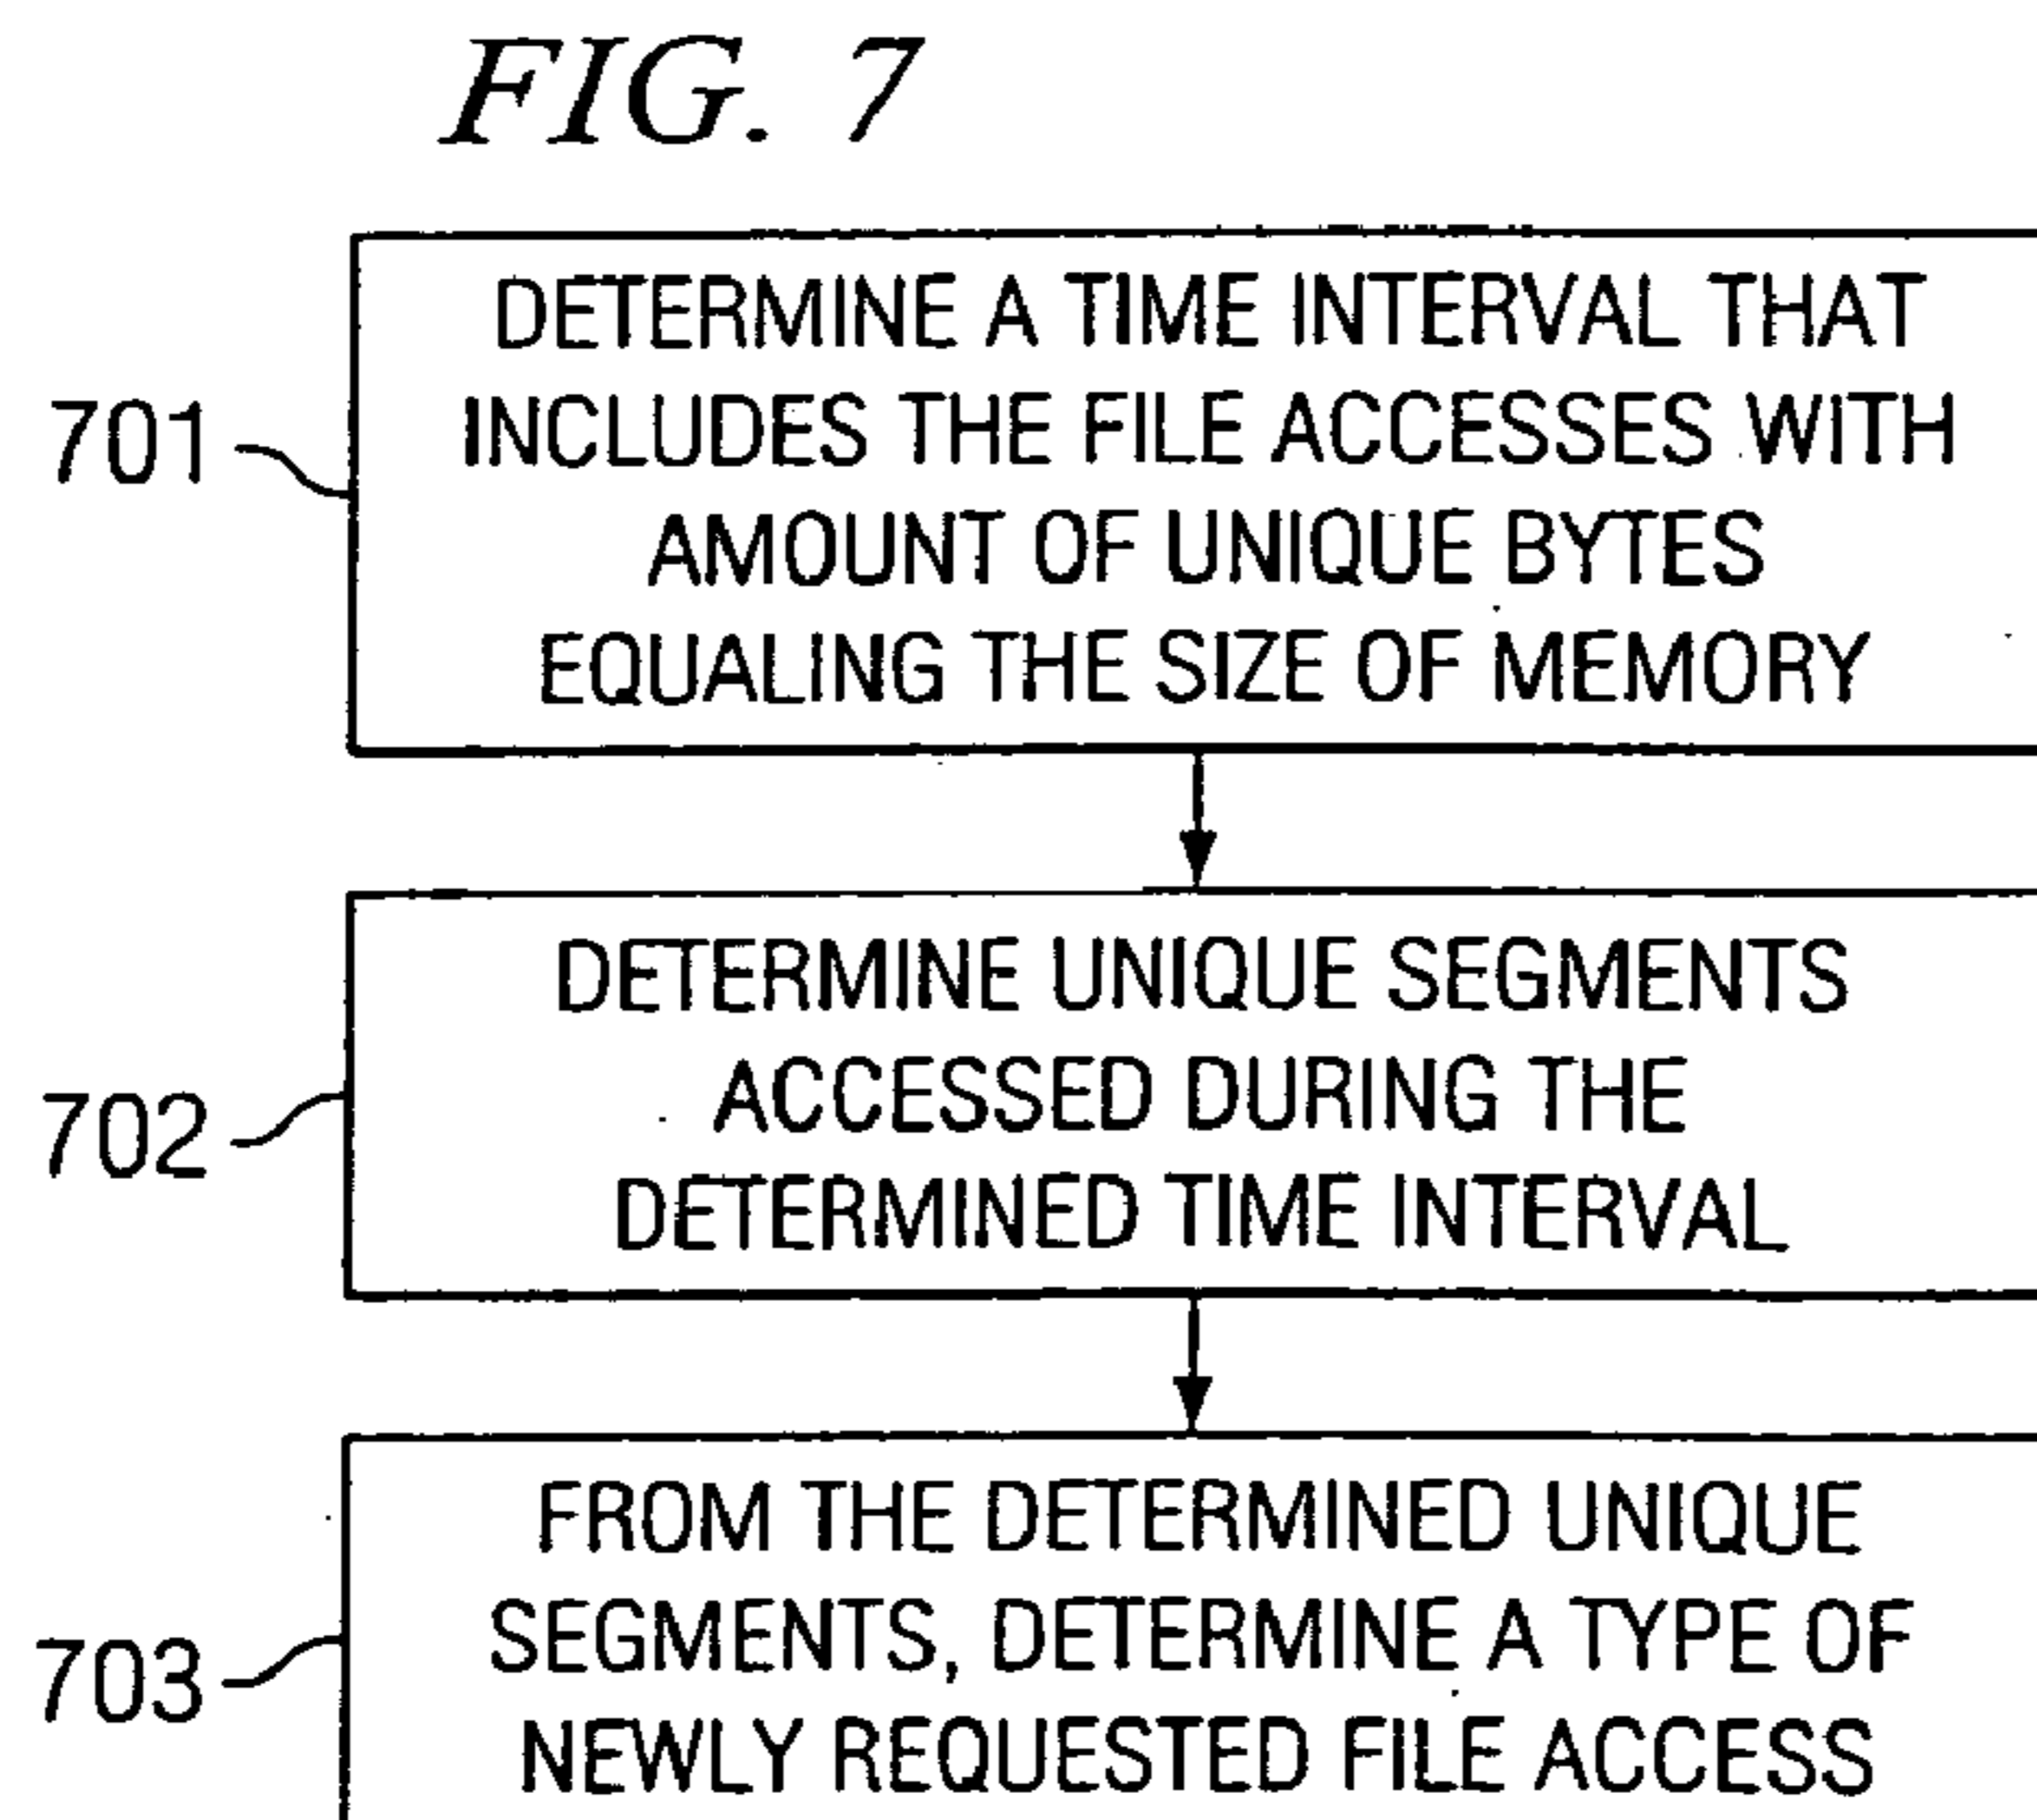 FIG. 7
DETERMINE A TIME INTERVAL THAT
INCLUDES THE FILE ACCESSES WITH
AMOUNT OF UNIQUE BYTES
EQUALING THE SIZE OF MEMORY
701
DETERMINE UNIQUE SEGMENTS
ACCESSED DURING THE
DETERMINED TIME INTERVAL
702
FROM THE DETERMINED UNIQUE
SEGMENTS, DETERMINE A TYPE OF
NEWLY REQUESTED FILE ACCESS
703